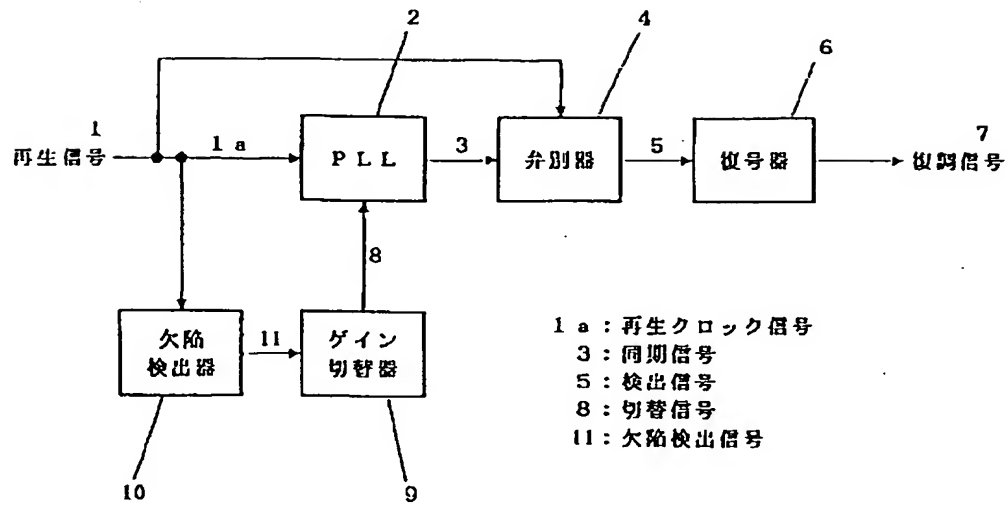 2
4
6
1
再生信号
1a
PLL
3
弁別器
5
復号器
7
復調信号
8
欠陥
検出器
11
ゲイン
切替器
10
9
1a：再生クロック信号
3：同期信号
5：検出信号
8：切替信号
11：欠陥検出信号